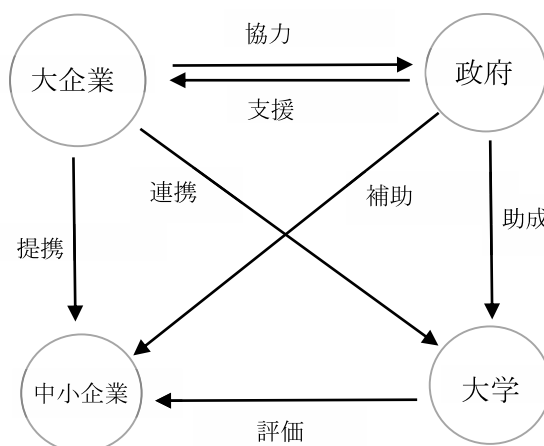 協力
大企業
政府
支援
連携
補助
提携
助成
中小企業
大学
評価